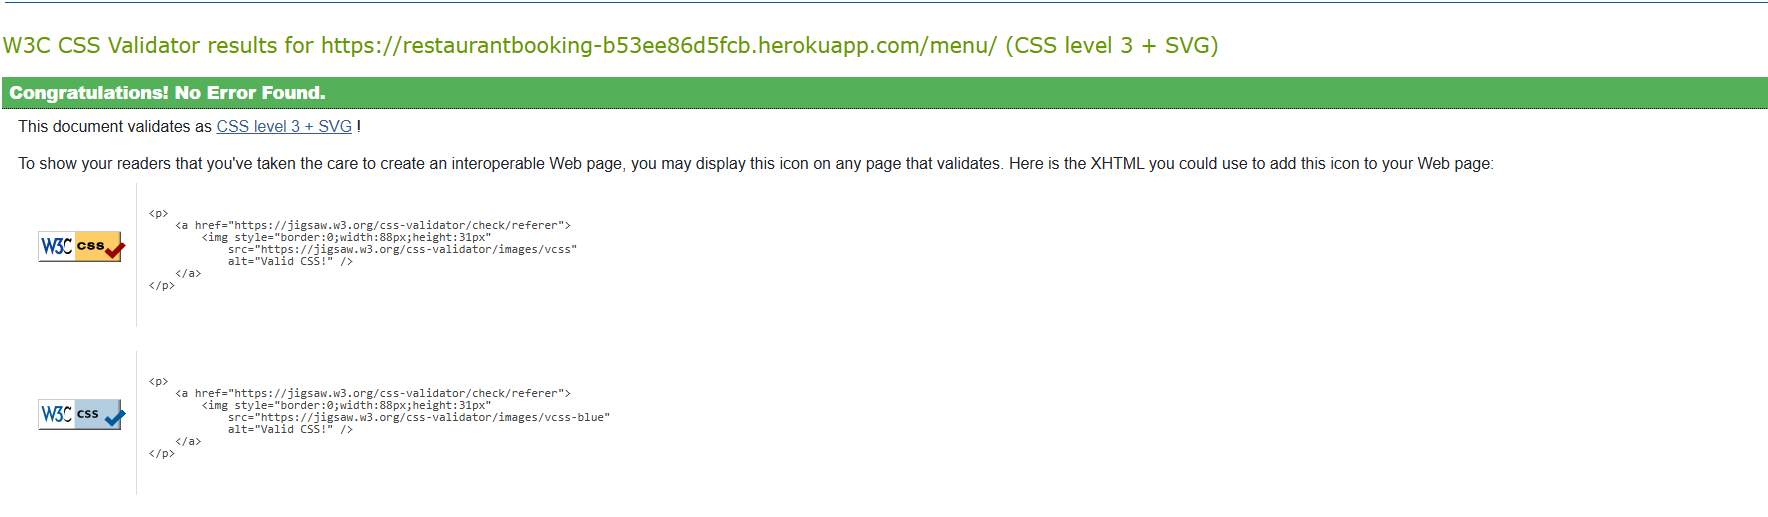 W3C CSS Validator results for https://restaurantbooking-b53ee86d5fcb.herokuapp.com/menu/ (CSS level 3 + SVG)
Congratulations! No Error Found.
This document validates as CSS level 3 + SVG !
To show your readers that you've taken the care to create an interoperable Web page, you may display this icon on any page that validates. Here is the XHTML you could use to add this icon to your Web page:
W3C css
<p>
    <a href="https://jigsaw.w3.org/css-validator/check/referer">
        <img style="border:0;width:88px;height:31px"
            src="https://jigsaw.w3.org/css-validator/images/vcss"
            alt="Valid CSS!" />
    </a>
</p>
W3C css
<p>
    <a href="https://jigsaw.w3.org/css-validator/check/referer">
        <img style="border:0;width:88px;height:31px"
            src="https://jigsaw.w3.org/css-validator/images/vcss-blue"
            alt="Valid CSS!" />
    </a>
</p>